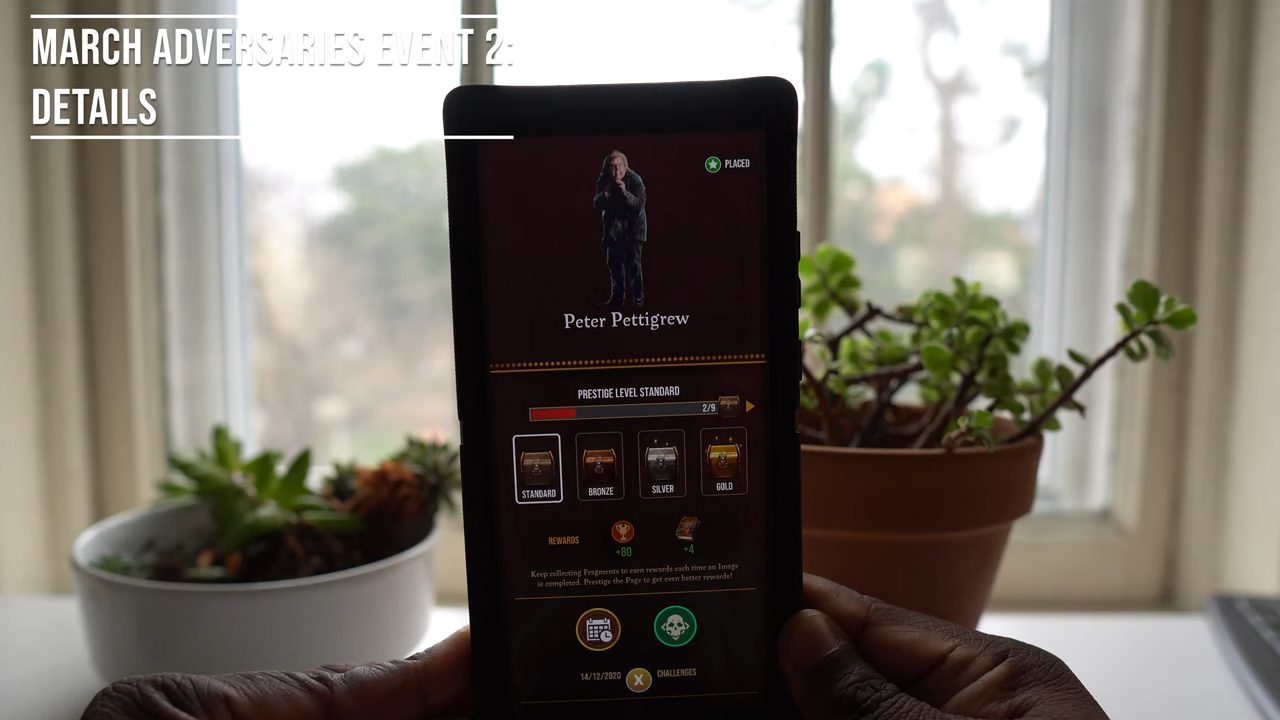 MARCH ADVERSARIES EVENT 2:
DETAILS
PLACED
Peter Pettigrew
PRESTIGE LEVEL STANDARD
2/9
STANDARD
BRONZE
SILVER
GOLD
REWARDS
+80
+4
Keep collecting Fragments to earn rewards each time an Image
is completed. Prestige the Page to get even better rewards!
14/12/2020
X
CHALLENGES